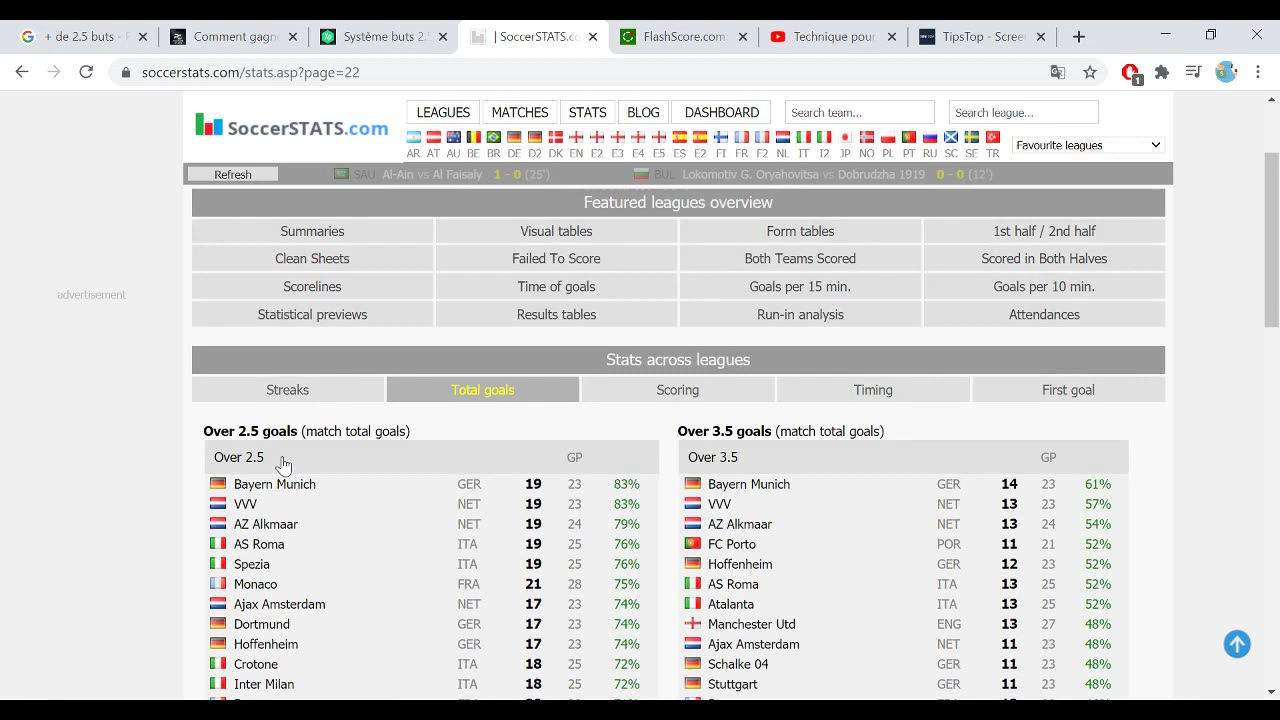 + de 2.5 buts - 
Comment gagn
Système buts 2.5
| SoccerSTATS.co
FlashScore.com
Technique pour
TipsTop - Scree
soccerstats.com/stats.asp?page=22
1
SoccerSTATS.com
LEAGUES MATCHES STATS BLOG DASHBOARD Search team... Search league...
AR AT AU BE BR DE D2 DK EN E2 E3 E4 E5 ES E2 FI FR F2 NL IT I2 JP NO PL PT RU SC SE TR
Favourite leagues
Refresh SAU Al-Ain vs Al Faisaly 1 - 0 (25') BUL Lokomotiv G. Oryahovitsa vs Dobrudzha 1919 0 - 0 (12')
Featured leagues overview
Summaries Visual tables Form tables 1st half / 2nd half
Clean Sheets Failed To Score Both Teams Scored Scored in Both Halves
Scorelines Time of goals Goals per 15 min. Goals per 10 min.
Statistical previews Results tables Run-in analysis Attendances
advertisement
Stats across leagues
Streaks Total goals Scoring Timing First goal
Over 2.5 goals (match total goals)
Over 2.5 GP
Bayern Munich GER 19 23 83%
VVV NET 19 23 83%
AZ Alkmaar NET 19 24 79%
AS Roma ITA 19 25 76%
Spezia ITA 19 25 76%
Monaco FRA 21 28 75%
Ajax Amsterdam NET 17 23 74%
Dortmund GER 17 23 74%
Hoffenheim GER 17 23 74%
Crotone ITA 18 25 72%
Inter Milan ITA 18 25 72%
Over 3.5 goals (match total goals)
Over 3.5 GP
Bayern Munich GER 14 23 61%
VVV NET 13 23 57%
AZ Alkmaar NET 13 24 54%
FC Porto POR 11 21 52%
Hoffenheim GER 12 23 52%
AS Roma ITA 13 25 52%
Atalanta ITA 13 25 52%
Manchester Utd ENG 13 27 48%
Ajax Amsterdam NET 11 23 48%
Schalke 04 GER 11 23 48%
Stuttgart GER 11 23 48%